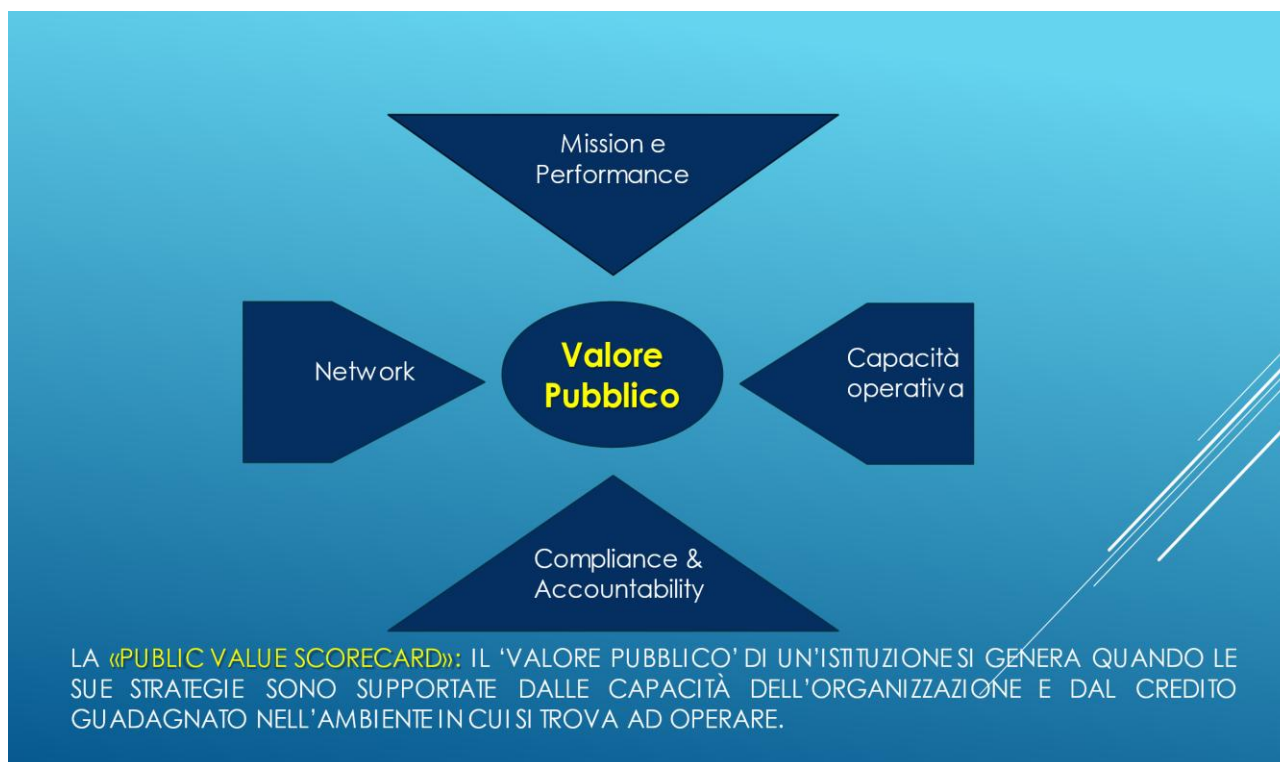 Mission e
Performance
Network
Valore
Pubblico
Capacità
operativa
Compliance &
Accountability
LA «PUBLIC VALUE SCORECARD»: IL ‘VALORE PUBBLICO’ DI UN’ISTITUZIONE SI GENERA QUANDO LE
SUE STRATEGIE SONO SUPPORTATE DALLE CAPACITÀ DELL’ORGANIZZAZIONE E DAL CREDITO
GUADAGNATO NELL’AMBIENTE IN CUI SI TROVA AD OPERARE.